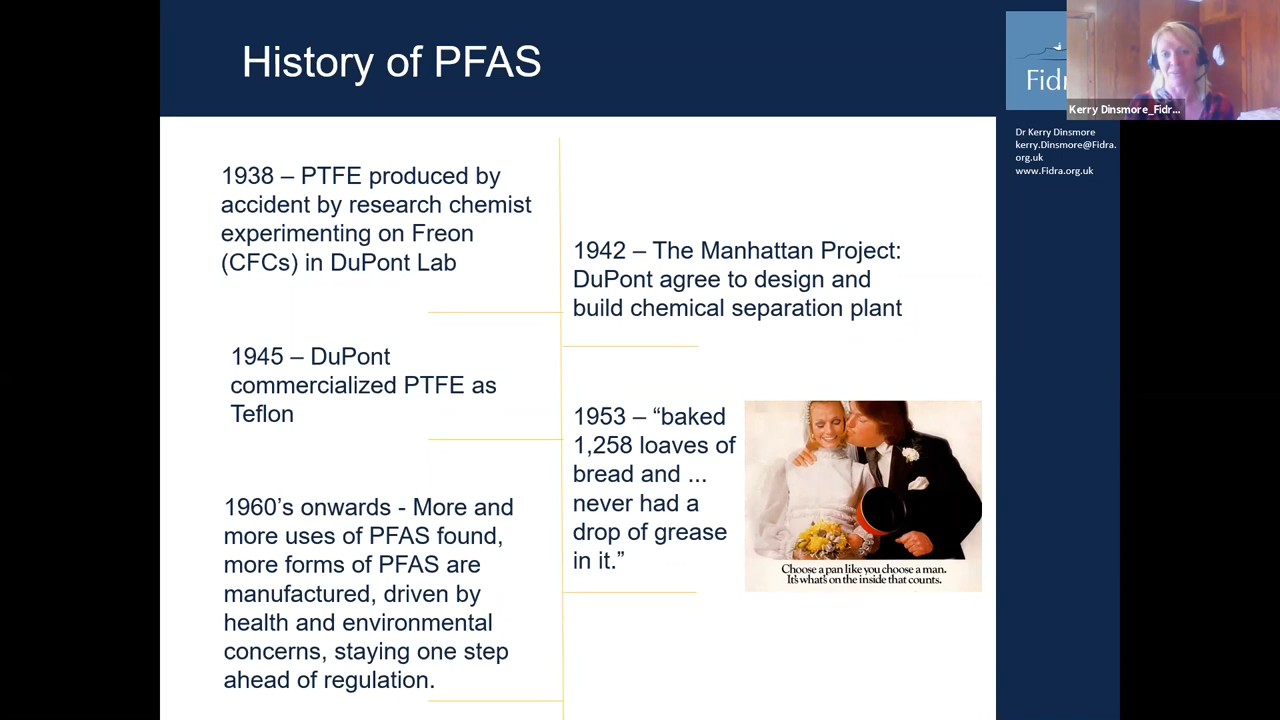 History of PFAS
Fid
Kerry Dinsmore_Fidr...
Dr Kerry Dinsmore
kerry.Dinsmore@Fidra.
org.uk
www.Fidra.org.uk
1938 – PTFE produced by
accident by research chemist
experimenting on Freon
(CFCs) in DuPont Lab
1942 – The Manhattan Project:
DuPont agree to design and
build chemical separation plant
1945 – DuPont
commercialized PTFE as
Teflon
1953 – “baked
1,258 loaves of
bread and ...
never had a
drop of grease
in it.”
Choose a pan like you choose a man.
It's what's on the inside that counts.
1960’s onwards - More and
more uses of PFAS found,
more forms of PFAS are
manufactured, driven by
health and environmental
concerns, staying one step
ahead of regulation.